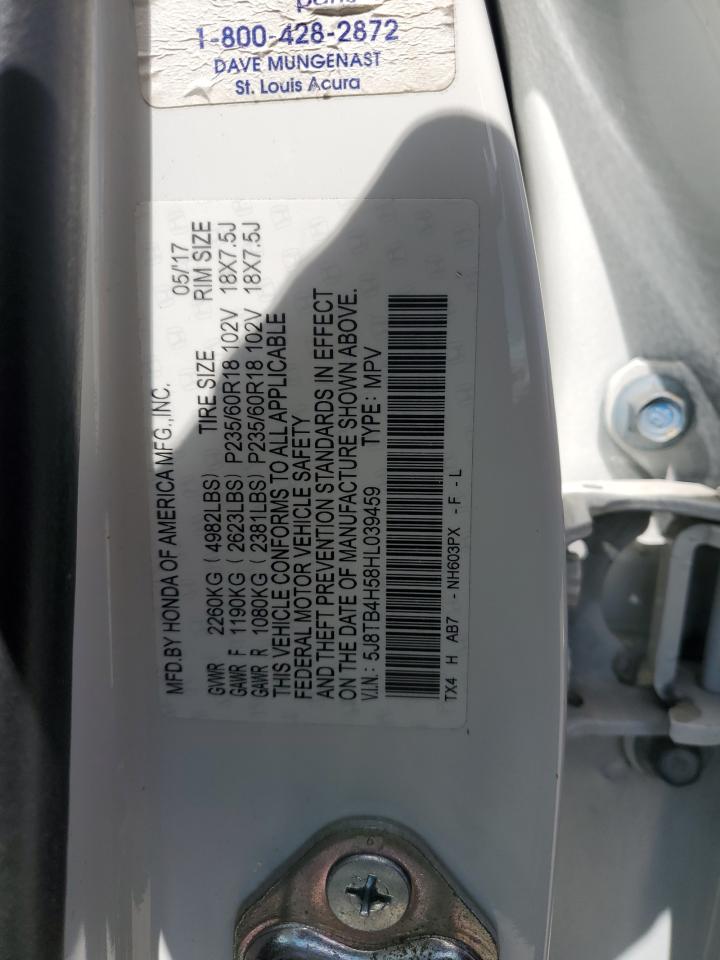 1-800-428-2872
DAVE MUNGENAST
St. Louis Acura
MFD.BY HONDA OF AMERICA MFG.,INC. 05/'17
GVWR 2260KG ( 4982LBS) TIRE SIZE RIM SIZE
GAWR F 1190KG ( 2623LBS) P235/60R18 102V 18X7.5J
GAWR R 1080KG ( 2381LBS) P235/60R18 102V 18X7.5J
THIS VEHICLE CONFORMS TO ALL APPLICABLE
FEDERAL MOTOR VEHICLE SAFETY
AND THEFT PREVENTION STANDARDS IN EFFECT
ON THE DATE OF MANUFACTURE SHOWN ABOVE.
V.I.N.: 5J8TB4H58HL039459 TYPE: MPV
TX4 H AB7 - NH603PX - F - L